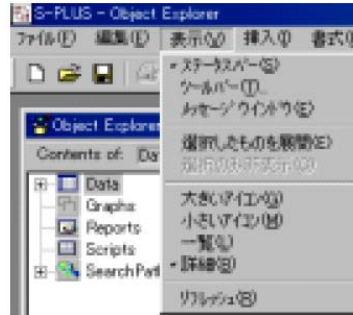 S-PLUS - Object Explorer
ファイル(F) 編集(E) 表示(V) 挿入(I) 書式(
ステータスバー(S)
ツールバー(T)...
メッセージウインドウ(E)
選択したものを展開(E)
大きいアイコン(G)
小さいアイコン(M)
一覧(L)
詳細(D)
リフレッシュ(R)
Object Explorer
Contents of: Da
Data
Graphs
Reports
Scripts
SearchPat